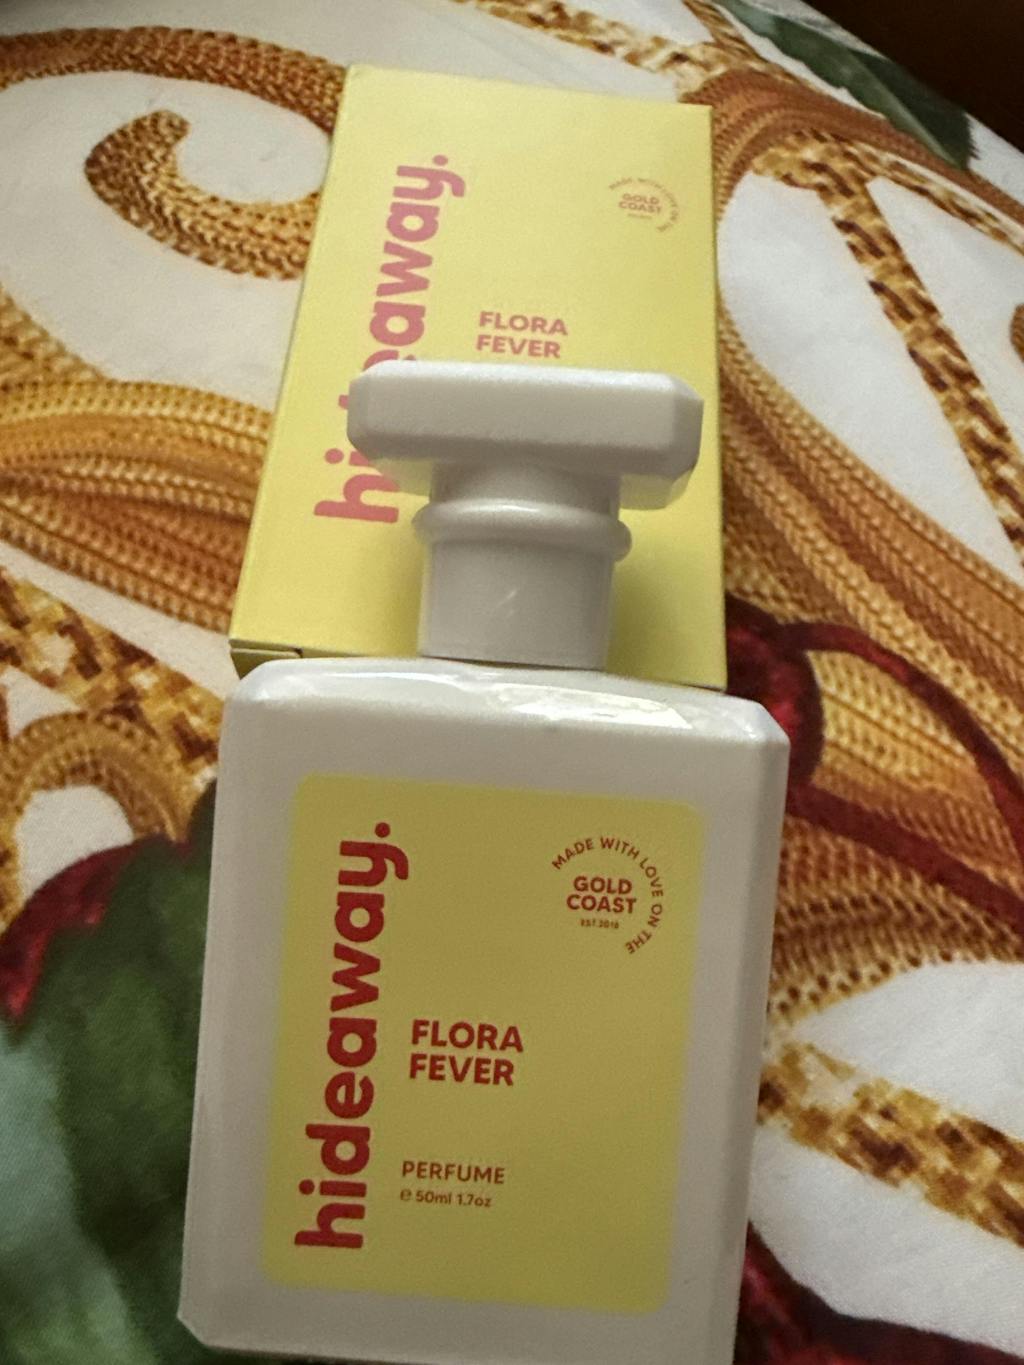 hideaway.
MADE WITH LOVE ON THE
GOLD
COAST
FLORA
FEVER
hideaway.
MADE WITH LOVE ON THE
GOLD
COAST
EST.2018
FLORA
FEVER
PERFUME
℮ 50ml 1.7oz